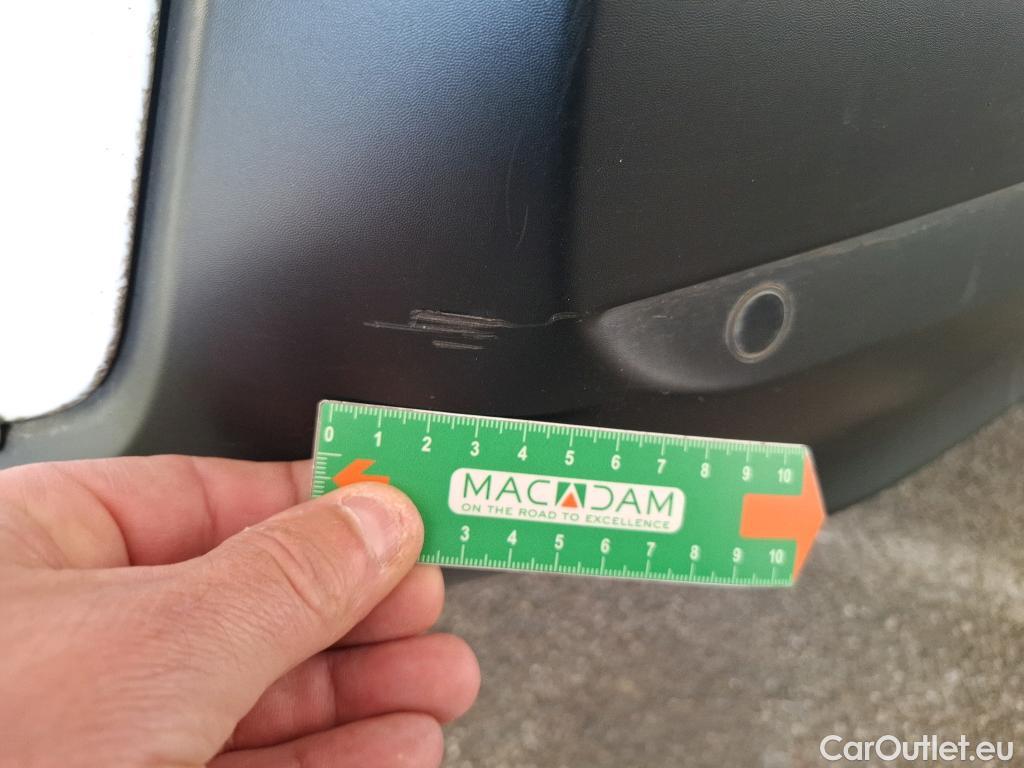 0 1 2 3 4 5 6 7 8 9 10
MACADAM
ON THE ROAD TO EXCELLENCE
3 4 5 6 7 8 9 10
CarOutlet.eu